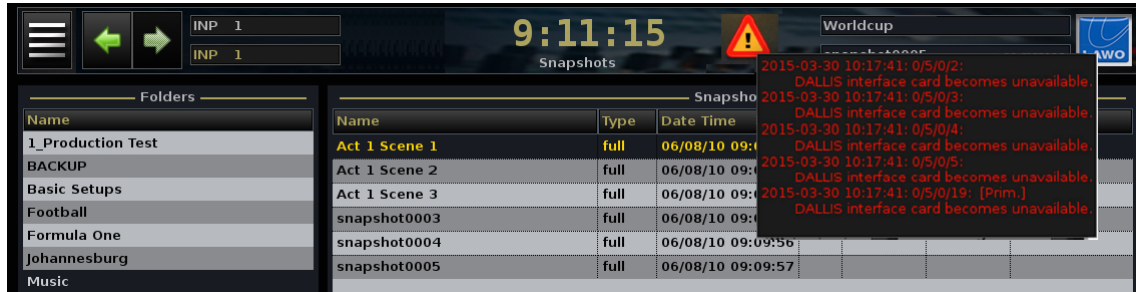 INP 1
INP 1
9:11:15
Snapshots
Worldcup
LAWO
2015-03-30 10:17:41: 0/5/0/2:
DALLIS interface card becomes unavailable.
2015-03-30 10:17:41: 0/5/0/3:
DALLIS interface card becomes unavailable.
2015-03-30 10:17:41: 0/5/0/4:
DALLIS interface card becomes unavailable.
2015-03-30 10:17:41: 0/5/0/5:
DALLIS interface card becomes unavailable.
2015-03-30 10:17:41: 0/5/0/19: [Prim.]
DALLIS interface card becomes unavailable.
Folders
Name
1_Production Test
BACKUP
Basic Setups
Football
Formula One
Johannesburg
Music
Snapsho
Name Type Date Time
Act 1 Scene 1 full 06/08/10 09:0
Act 1 Scene 2 full 06/08/10 09:0
Act 1 Scene 3 full 06/08/10 09:0
snapshot0003 full 06/08/10 09:0
snapshot0004 full 06/08/10 09:09:56
snapshot0005 full 06/08/10 09:09:57